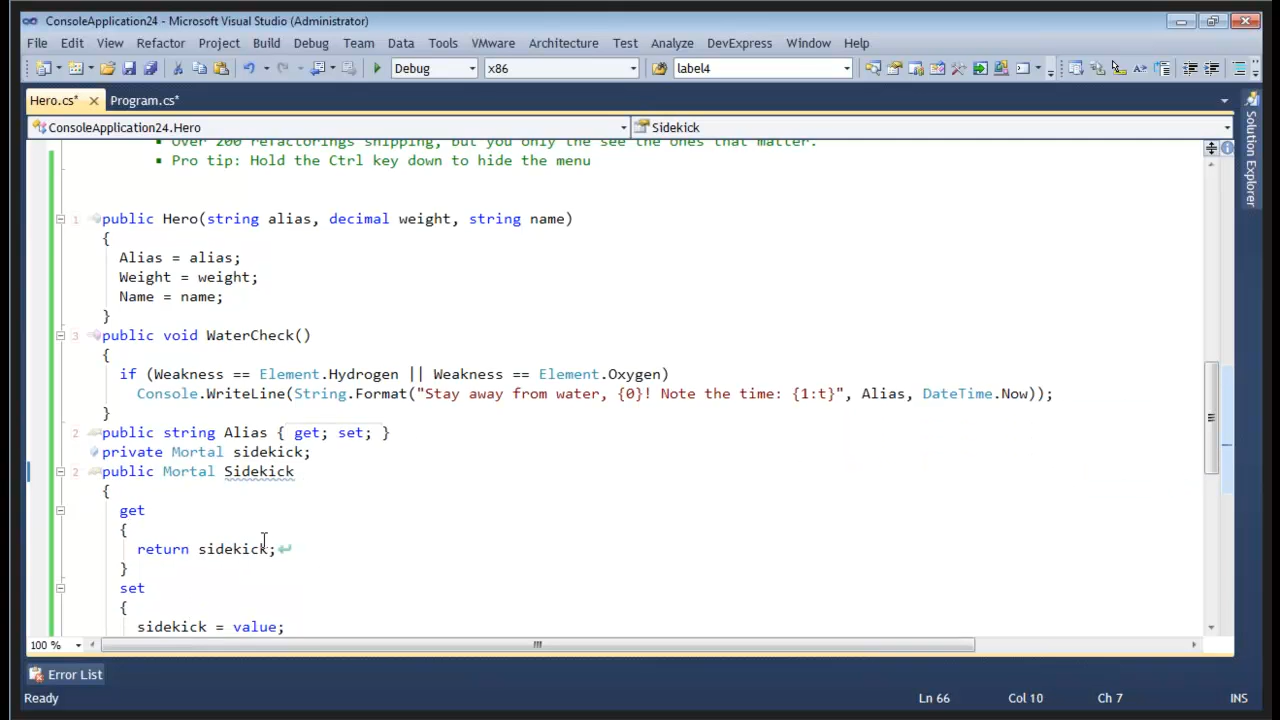 ConsoleApplication24 - Microsoft Visual Studio (Administrator)
File Edit View Refactor Project Build Debug Team Data Tools VMware Architecture Test Analyze DevExpress Window Help
Debug x86 label4
Hero.cs* Program.cs*
ConsoleApplication24.Hero Sidekick
Solution Explorer
▪ Over 200 refactorings shipping, but you only the see the ones that matter.
▪ Pro tip: Hold the Ctrl key down to hide the menu
1 public Hero(string alias, decimal weight, string name)
{
Alias = alias;
Weight = weight;
Name = name;
}
3 public void WaterCheck()
{
if (Weakness == Element.Hydrogen || Weakness == Element.Oxygen)
Console.WriteLine(String.Format("Stay away from water, {0}! Note the time: {1:t}", Alias, DateTime.Now));
}
2 public string Alias { get; set; }
private Mortal sidekick;
2 public Mortal Sidekick
{
get
{
return sidekick;
}
set
{
sidekick = value;
100 %
Error List
Ready Ln 66 Col 10 Ch 7 INS